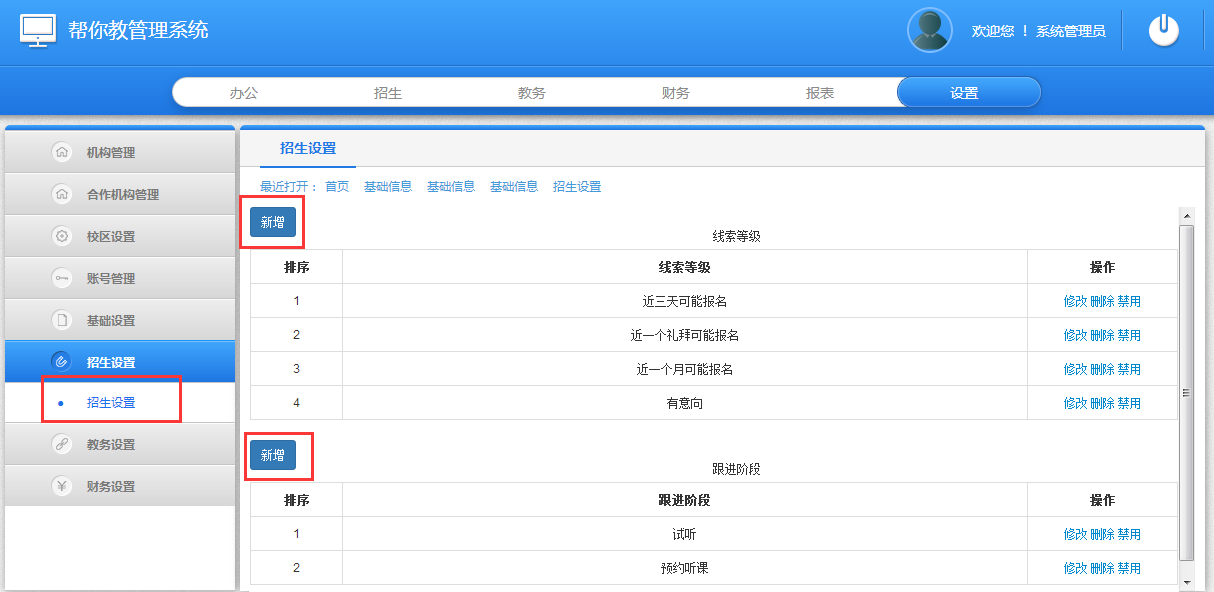 帮你教管理系统
欢迎您 ！ 系统管理员
办公 招生 教务 财务 报表 设置
机构管理
合作机构管理
校区设置
账号管理
基础设置
招生设置
招生设置
教务设置
财务设置
招生设置
最近打开： 首页 基础信息 基础信息 基础信息 招生设置
新增
线索等级
排序 线索等级 操作
1 近三天可能报名 修改 删除 禁用
2 近一个礼拜可能报名 修改 删除 禁用
3 近一个月可能报名 修改 删除 禁用
4 有意向 修改 删除 禁用
新增
跟进阶段
排序 跟进阶段 操作
1 试听 修改 删除 禁用
2 预约听课 修改 删除 禁用